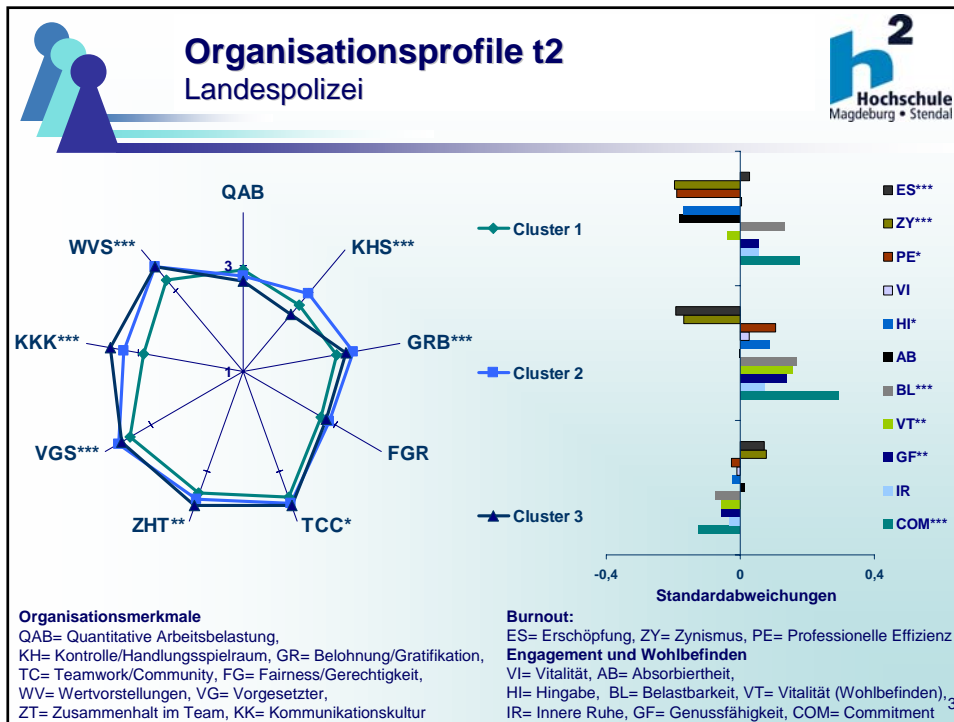 Organisationsprofile t2
Landespolizei
h2
Hochschule
Magdeburg • Stendal
QAB
WVS***
KHS***
3
KKK***
GRB***
1
VGS***
FGR
ZHT**
TCC*
Cluster 1
Cluster 2
Cluster 3
ES***
ZY***
PE*
VI
HI*
AB
BL***
VT**
GF**
IR
COM***
-0,4
0
0,4
Standardabweichungen
Organisationsmerkmale
QAB= Quantitative Arbeitsbelastung,
KH= Kontrolle/Handlungsspielraum, GR= Belohnung/Gratifikation,
TC= Teamwork/Community, FG= Fairness/Gerechtigkeit,
WV= Wertvorstellungen, VG= Vorgesetzter,
ZT= Zusammenhalt im Team, KK= Kommunikationskultur
Burnout:
ES= Erschöpfung, ZY= Zynismus, PE= Professionelle Effizienz
Engagement und Wohlbefinden
VI= Vitalität, AB= Absorbiertheit,
HI= Hingabe, BL= Belastbarkeit, VT= Vitalität (Wohlbefinden),
IR= Innere Ruhe, GF= Genussfähigkeit, COM= Commitment
3